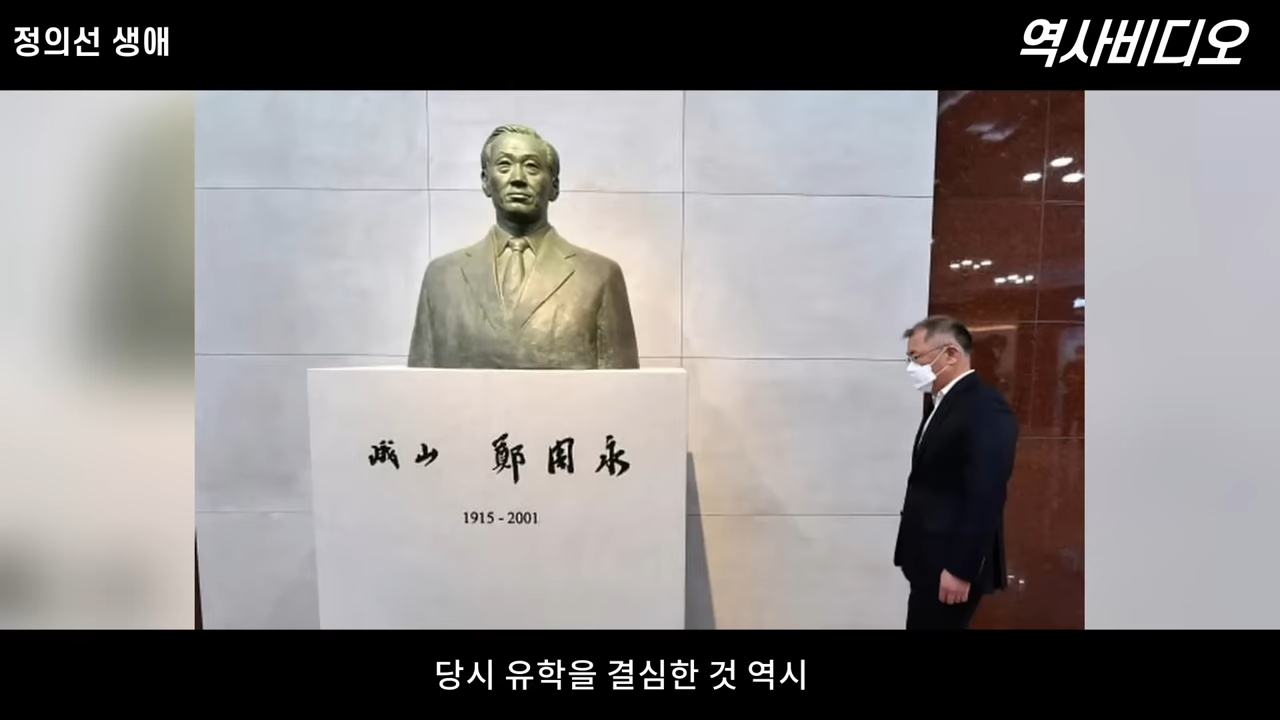 정의선 생애
역사비디오
峨山 鄭周永
1915 - 2001
당시 유학을 결심한 것 역시